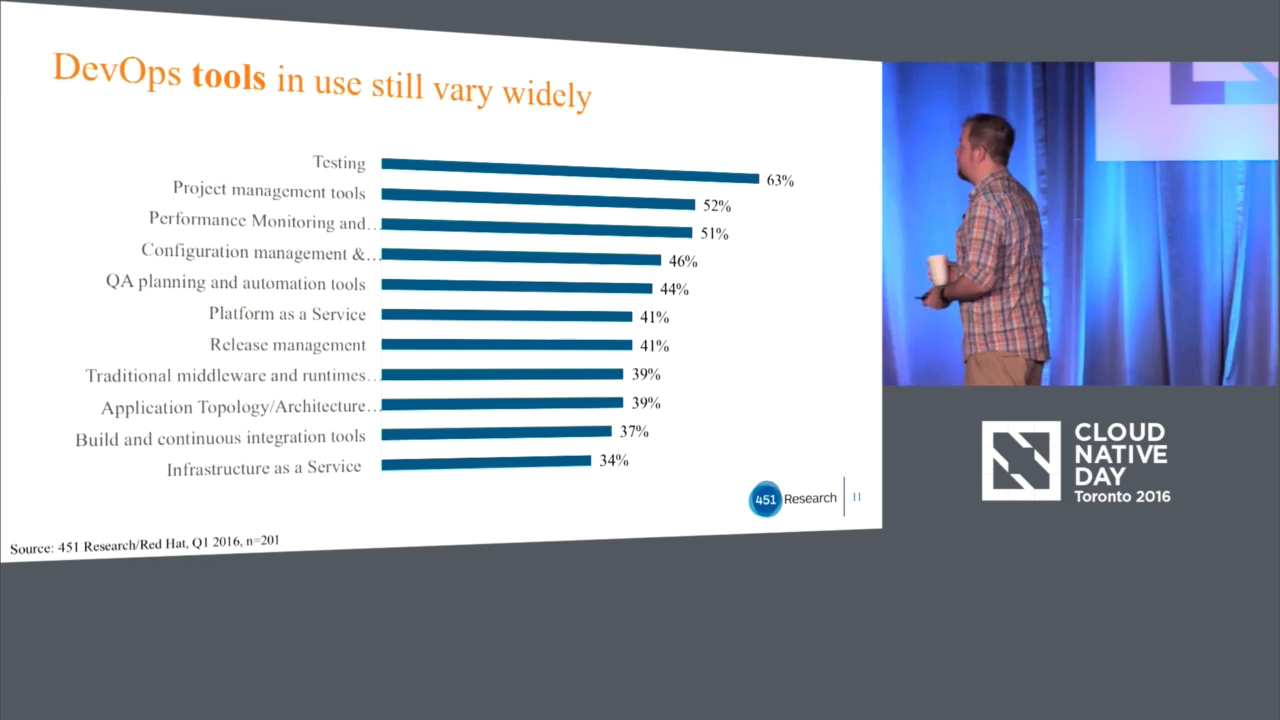 DevOps tools in use still vary widely
Testing
63%
Project management tools
52%
Performance Monitoring and…
51%
Configuration management &…
46%
QA planning and automation tools
44%
Platform as a Service
41%
Release management
41%
Traditional middleware and runtimes…
39%
Application Topology/Architecture…
39%
Build and continuous integration tools
37%
Infrastructure as a Service
34%
451 Research
11
Source: 451 Research/Red Hat, Q1 2016, n=201
CLOUD
NATIVE
DAY
Toronto 2016